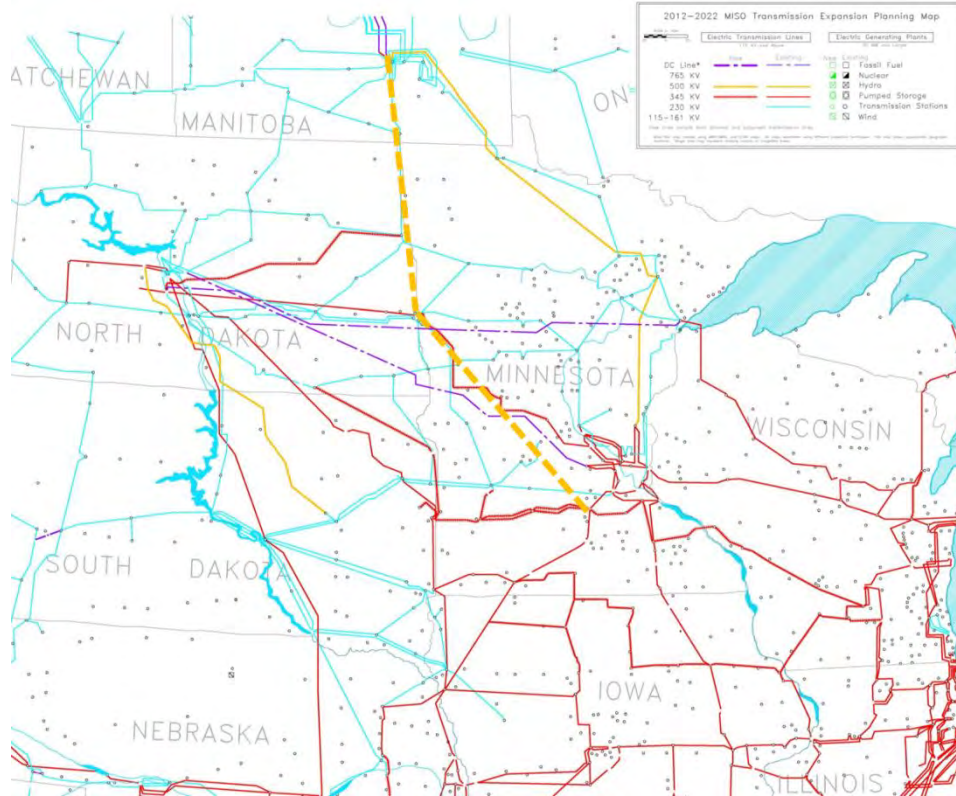 2012-2022 MISO Transmission Expansion Planning Map
Electric Transmission Lines
Electric Generating Plants
New
Existing
New Existing
DC Line*
765 KV
500 KV
345 KV
230 KV
115-161 KV
Fossil Fuel
Nuclear
Hydro
Pumped Storage
Transmission Stations
Wind
ATCHEWAN
MANITOBA
ON
NORTH DAKOTA
MINNESOTA
WISCONSIN
SOUTH DAKOTA
IOWA
NEBRASKA
ILLINOIS